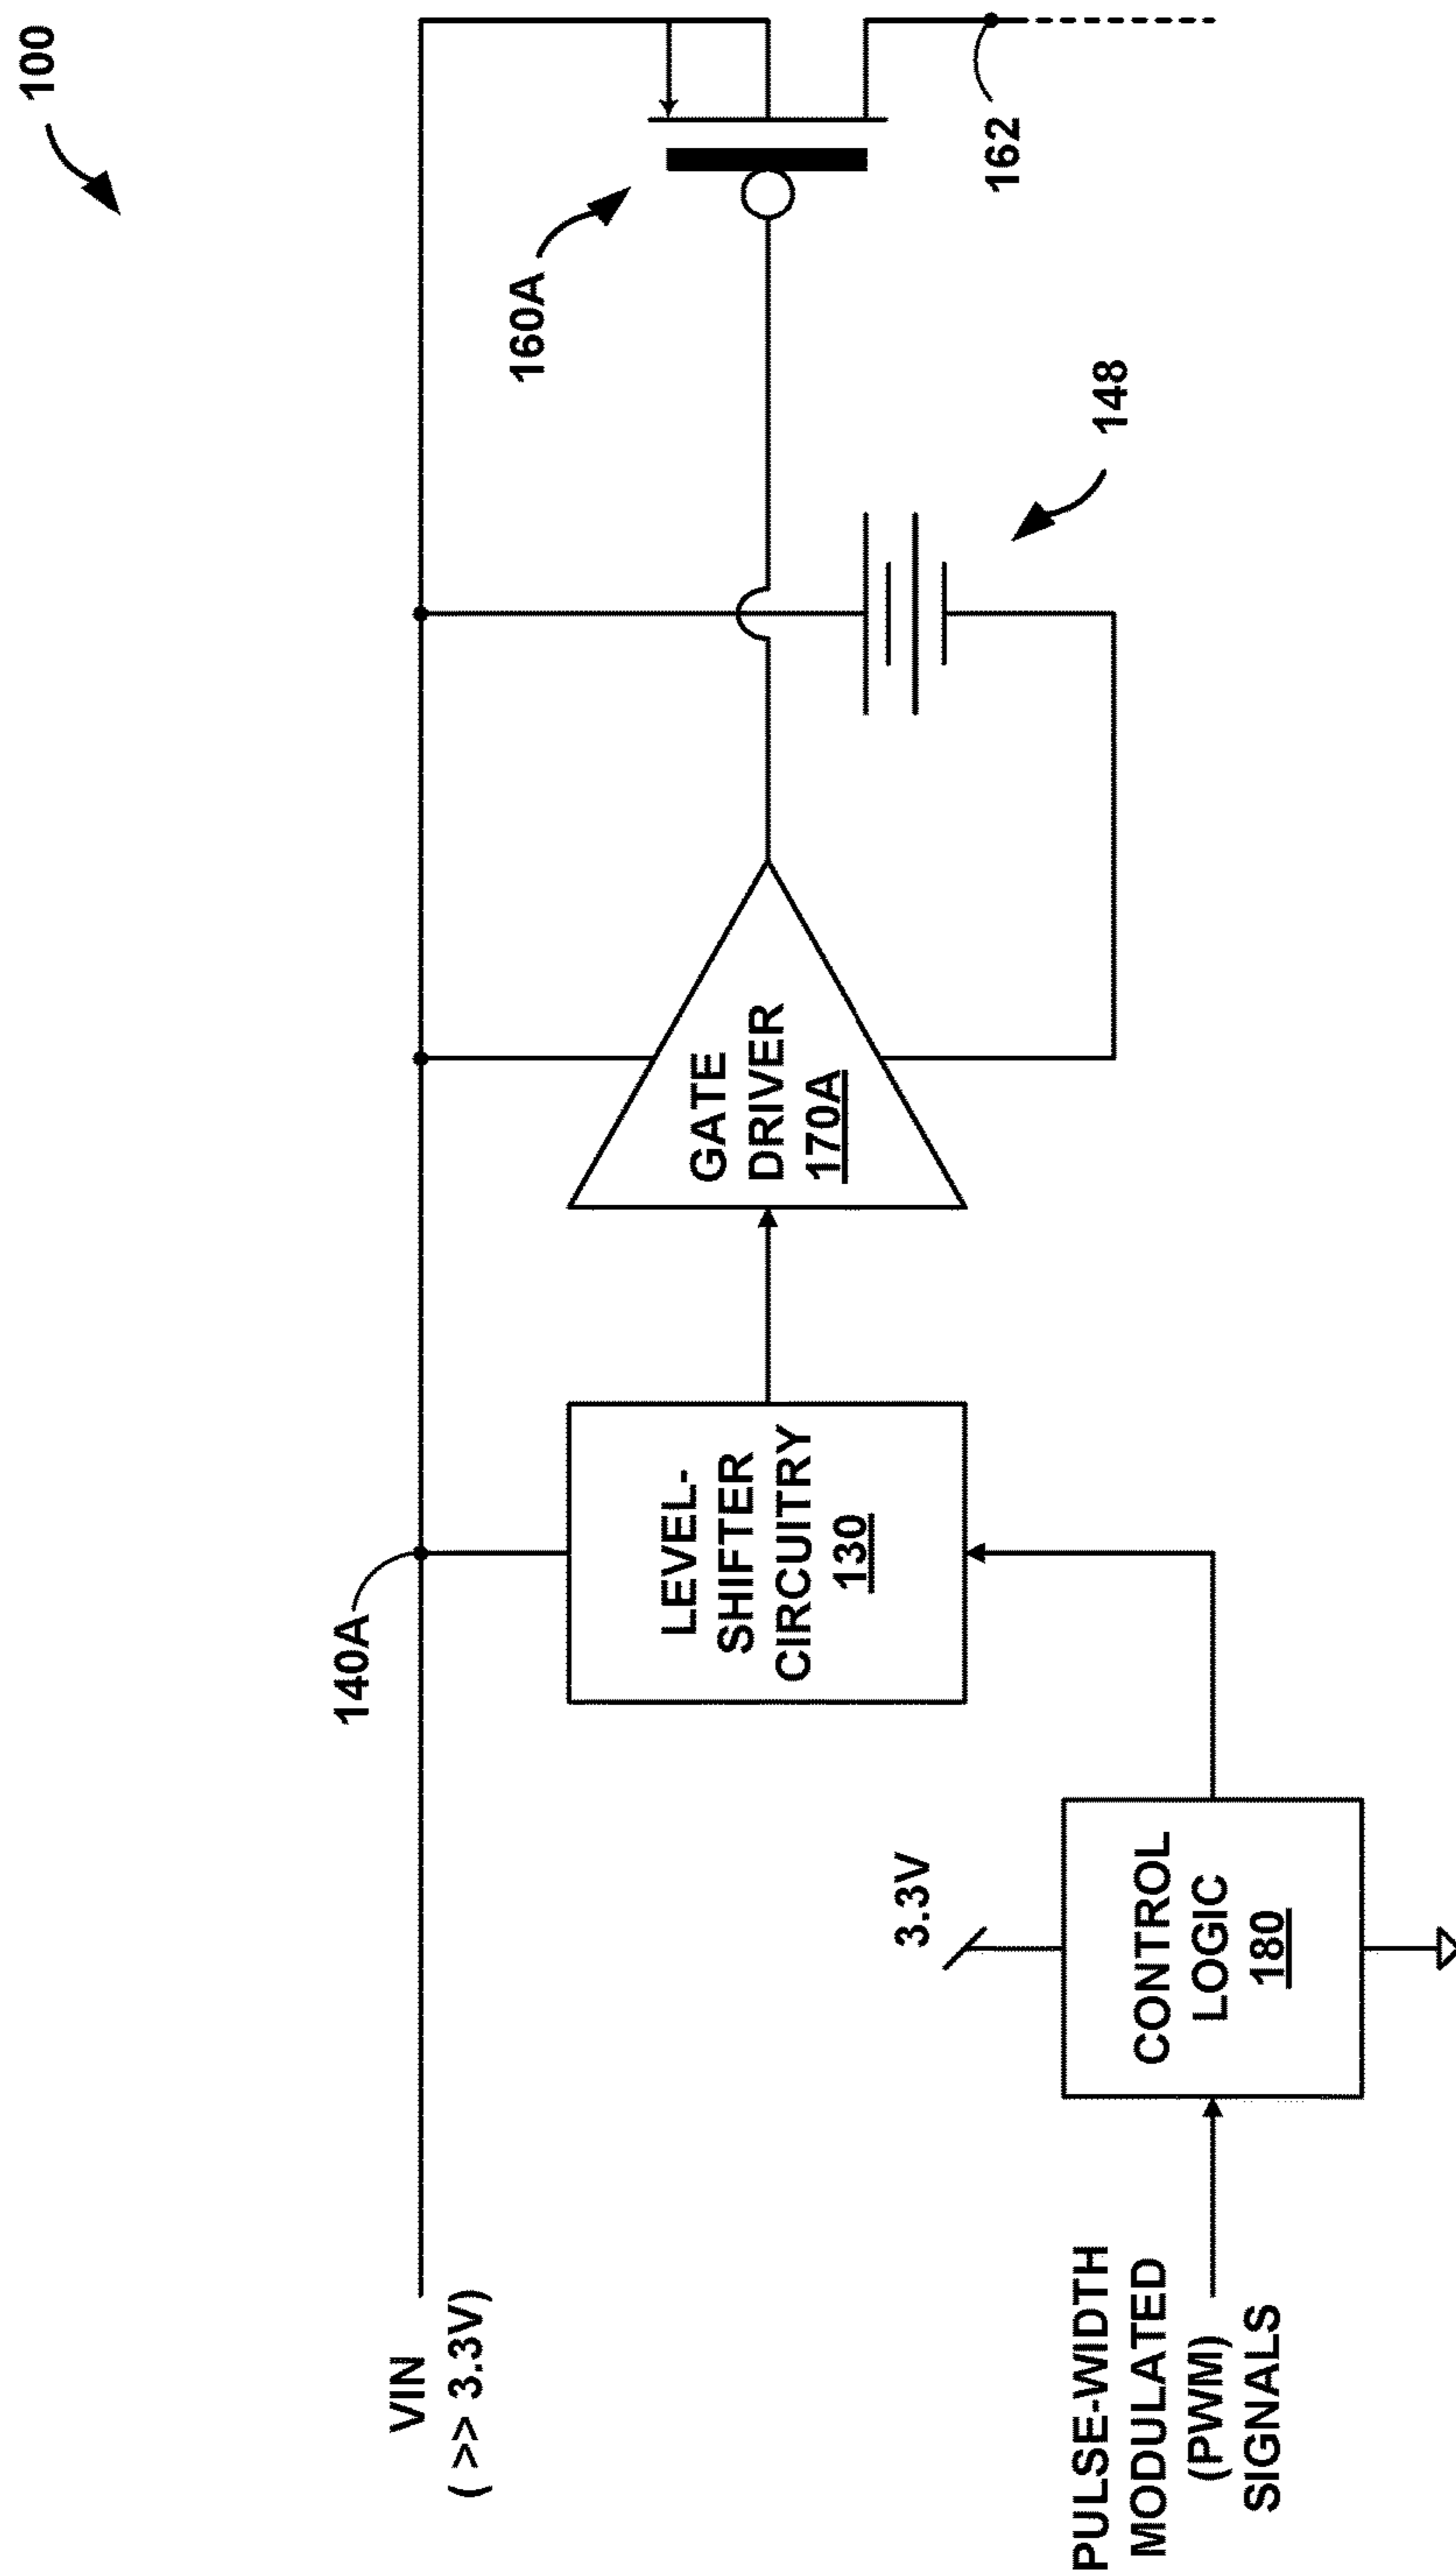 100
140A
VIN
( >> 3.3V)
160A
LEVEL-
SHIFTER
CIRCUITRY
130
GATE
DRIVER
170A
162
148
3.3V
PULSE-WIDTH
MODULATED
(PWM)
SIGNALS
CONTROL
LOGIC
180